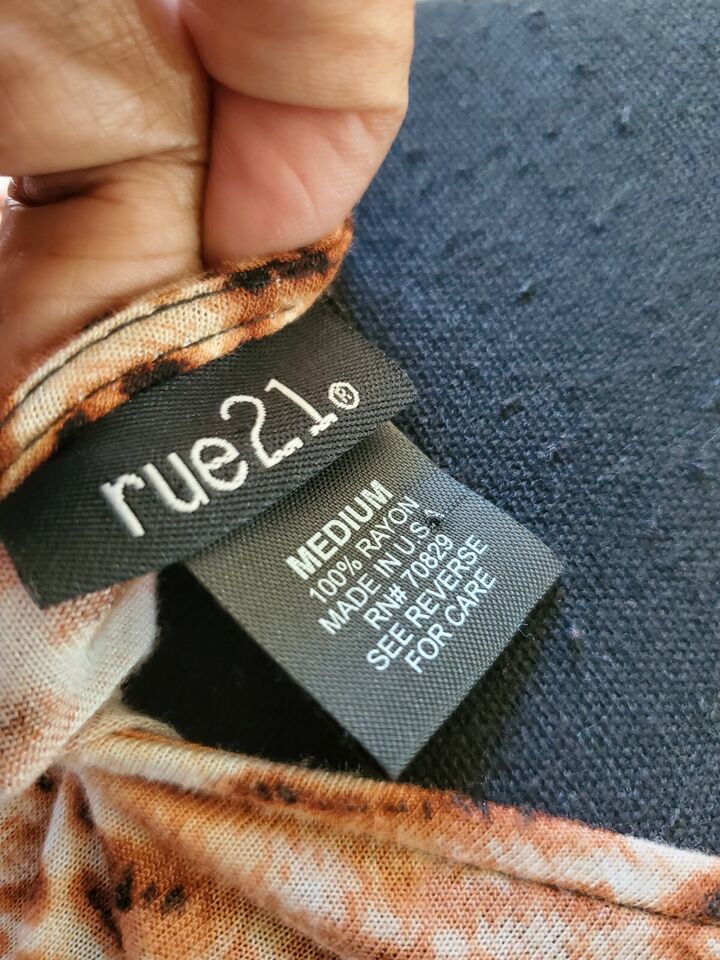 rue21®
MEDIUM
100% RAYON
MADE IN U S A
RN# 70829
SEE REVERSE
FOR CARE